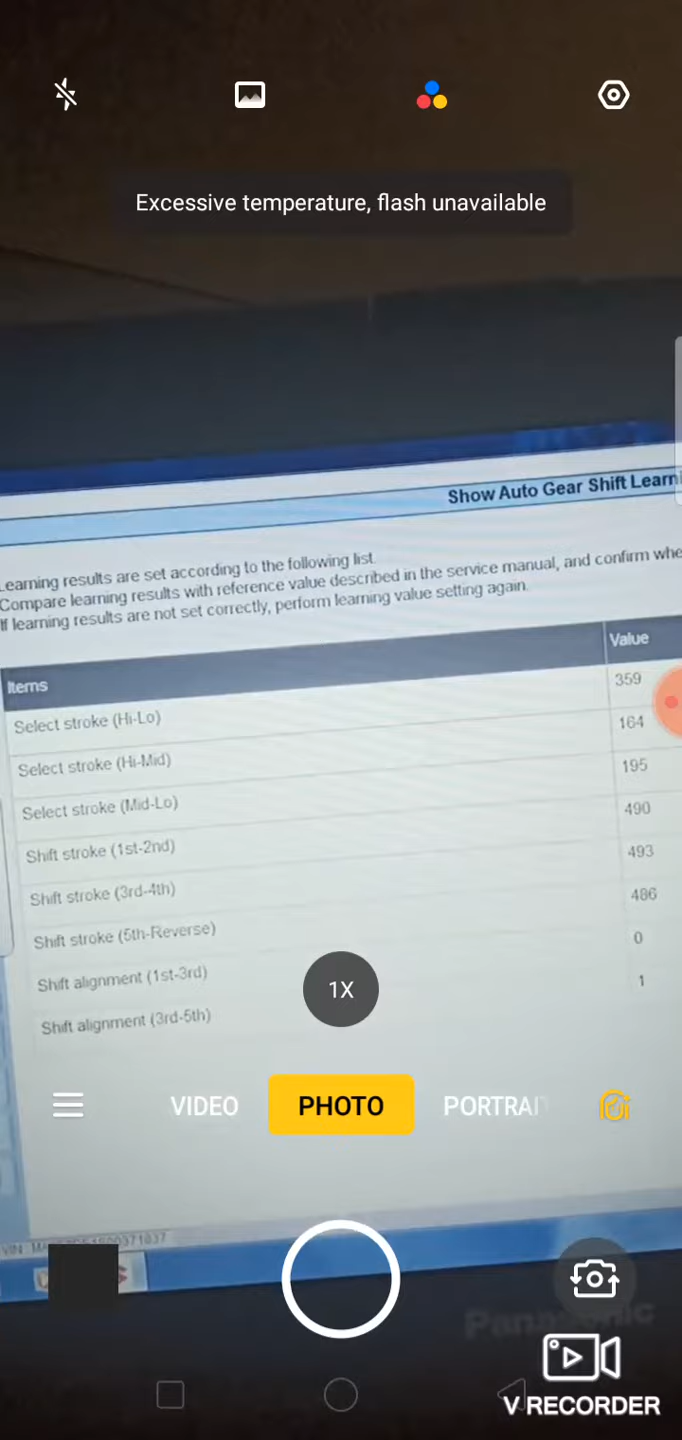 Excessive temperature, flash unavailable
Show Auto Gear Shift Learni
Learning results are set according to the following list.
Compare learning results with reference value described in the service manual, and confirm whe
If learning results are not set correctly, perform learning value setting again.
Items Value
Select stroke (Hi-Lo) 359
Select stroke (Hi-Mid) 164
Select stroke (Mid-Lo) 195
Shift stroke (1st-2nd) 490
Shift stroke (3rd-4th) 493
Shift stroke (5th-Reverse) 486
Shift alignment (1st-3rd) 0
Shift alignment (3rd-5th) 1
1X
VIDEO PHOTO PORTRAI
VIN:
Panasonic
V.RECORDER